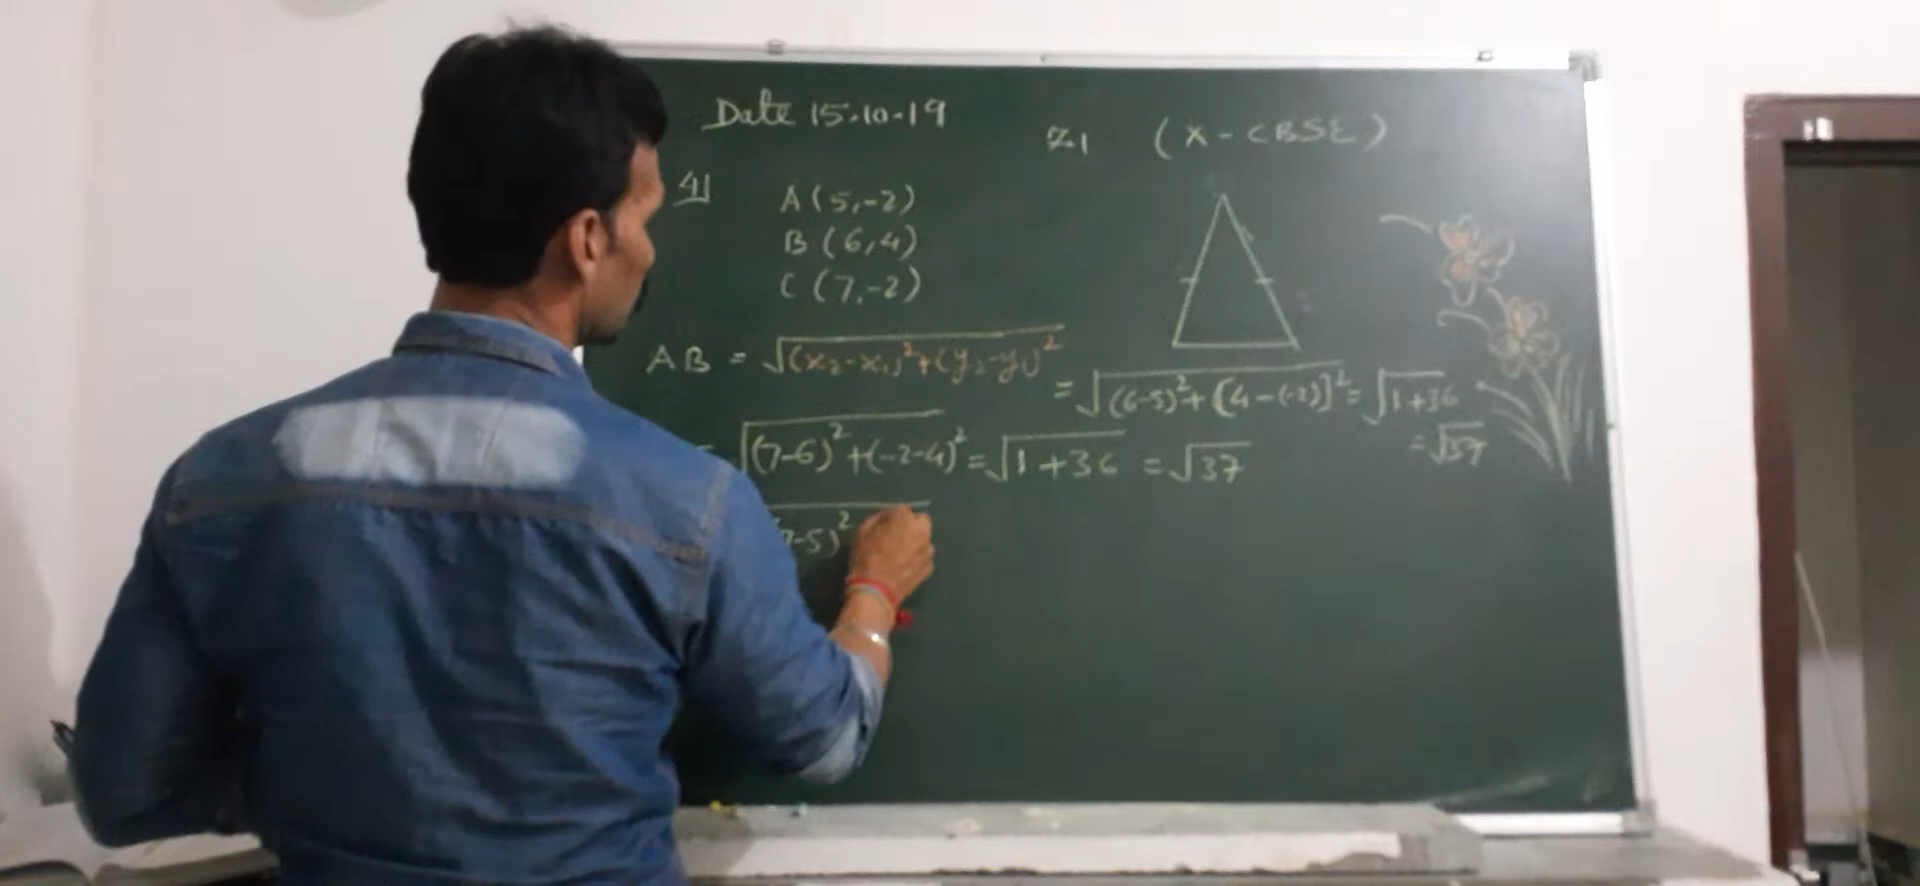 Date 15.10.19
7.1 (X - CBSE)
4)
A (5, -2)
B (6, 4)
C (7, -2)
AB = √(x₂-x₁)²+(y₂-y₁)²
= √(6-5)²+[4-(-2)]² = √1+36
= √37
= √(7-6)²+(-2-4)² = √1+36 = √37
7-5)²